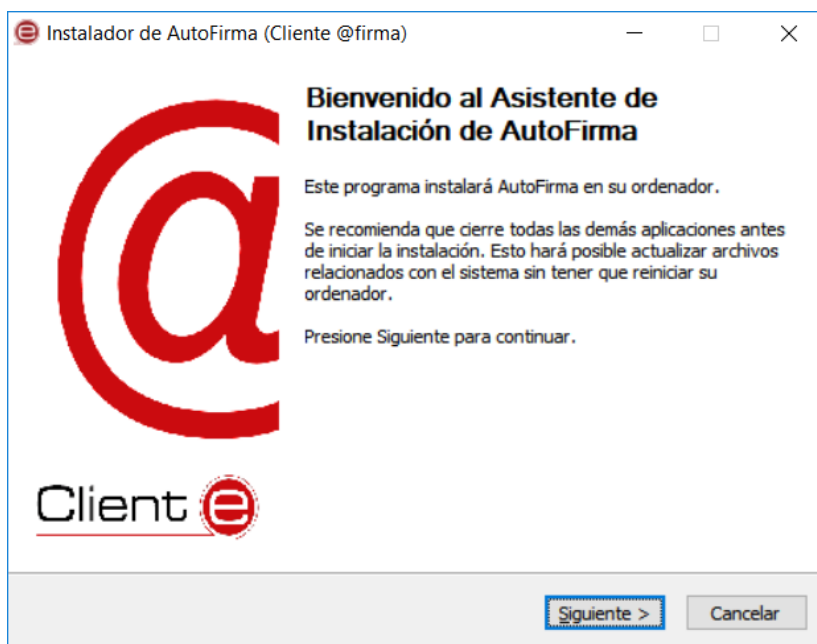 Instalador de AutoFirma (Cliente @firma)
Bienvenido al Asistente de
Instalación de AutoFirma
Este programa instalará AutoFirma en su ordenador.
Se recomienda que cierre todas las demás aplicaciones antes
de iniciar la instalación. Esto hará posible actualizar archivos
relacionados con el sistema sin tener que reiniciar su
ordenador.
Presione Siguiente para continuar.
@
Client e
Siguiente >
Cancelar